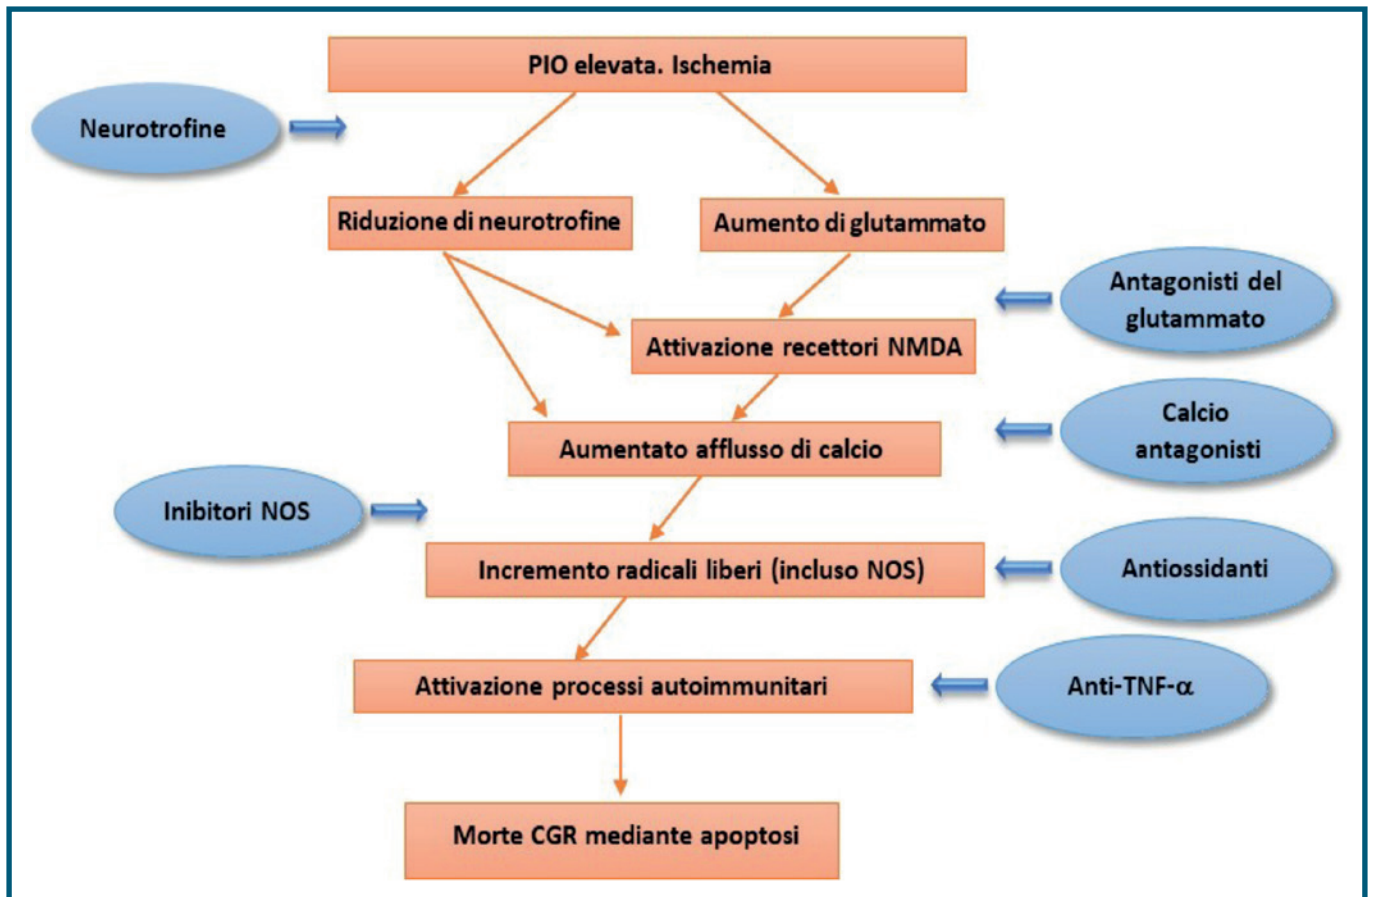 PIO elevata. Ischemia
Neurotrofine
Riduzione di neurotrofine
Aumento di glutammato
Antagonisti del
glutammato
Attivazione recettori NMDA
Calcio
antagonisti
Aumentato afflusso di calcio
Inibitori NOS
Incremento radicali liberi (incluso NOS)
Antiossidanti
Attivazione processi autoimmunitari
Anti-TNF-α
Morte CGR mediante apoptosi